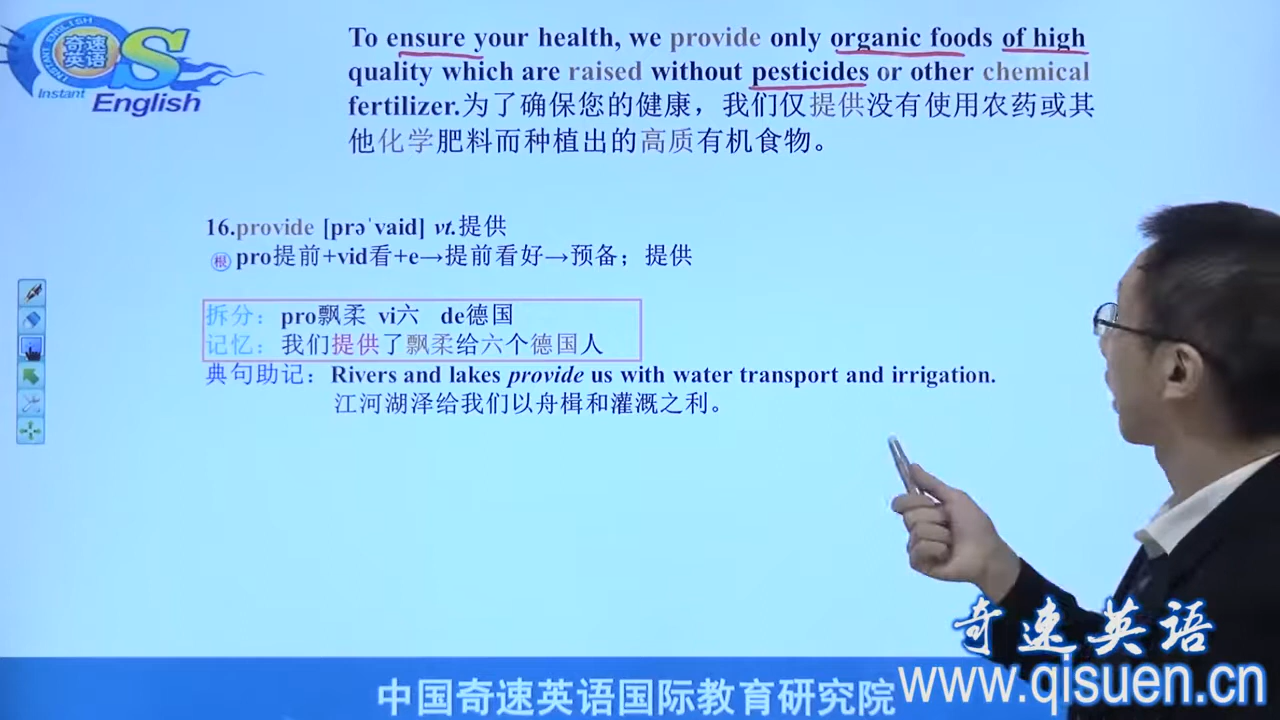 INSTANT ENGLISH
奇速
英语
S
Instant
English
To ensure your health, we provide only organic foods of high
quality which are raised without pesticides or other chemical
fertilizer.为了确保您的健康，我们仅提供没有使用农药或其
他化学肥料而种植出的高质有机食物。
16.provide [prəˈvaid] vt.提供
根 pro提前+vid看+e→提前看好→预备；提供
拆分：pro飘柔 vi六 de德国
记忆：我们提供了飘柔给六个德国人
典句助记：Rivers and lakes provide us with water transport and irrigation.
江河湖泽给我们以舟楫和灌溉之利。
奇速英语
www.qisuen.cn
中国奇速英语国际教育研究院